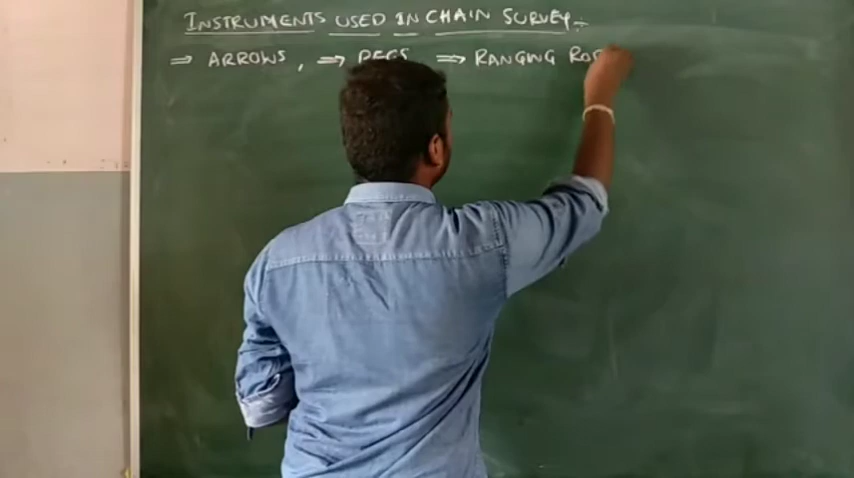 INSTRUMENTS USED IN CHAIN SURVEY :-
⇒ ARROWS, ⇒ PEGS ⇒ RANGING